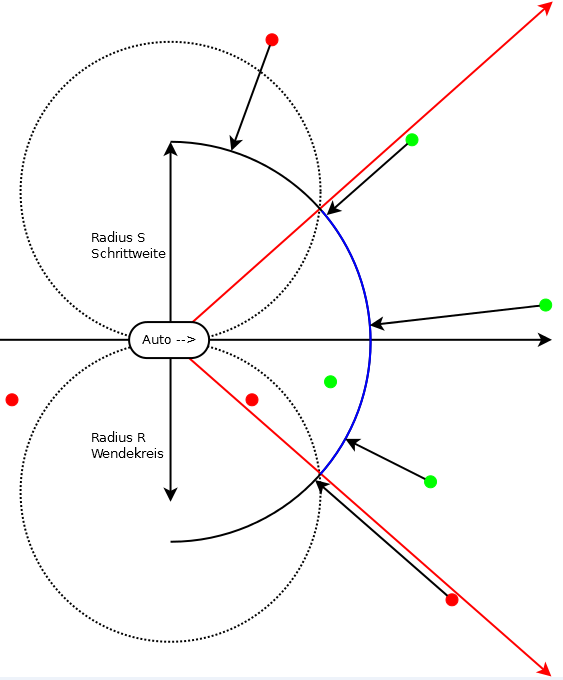 Radius S
Schrittweite
Auto -->
Radius R
Wendekreis